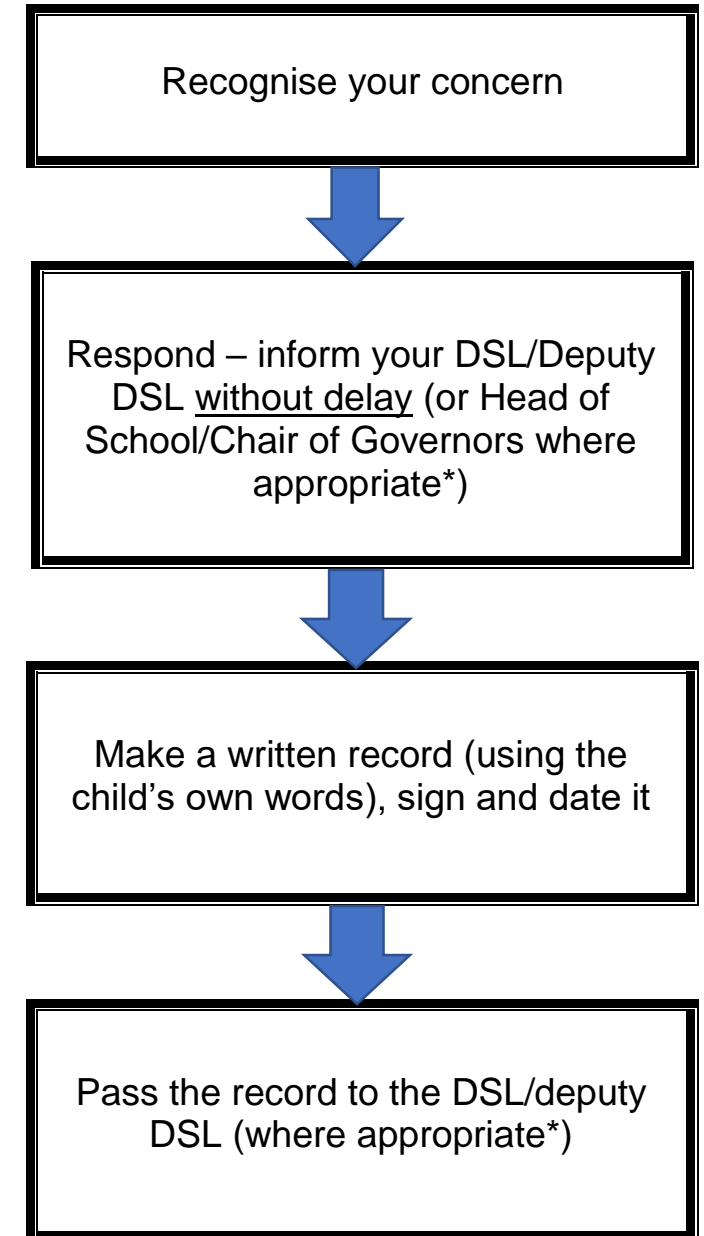 Recognise your concern
Respond – inform your DSL/Deputy
DSL without delay (or Head of
School/Chair of Governors where
appropriate*)
Make a written record (using the
child’s own words), sign and date it
Pass the record to the DSL/deputy
DSL (where appropriate*)